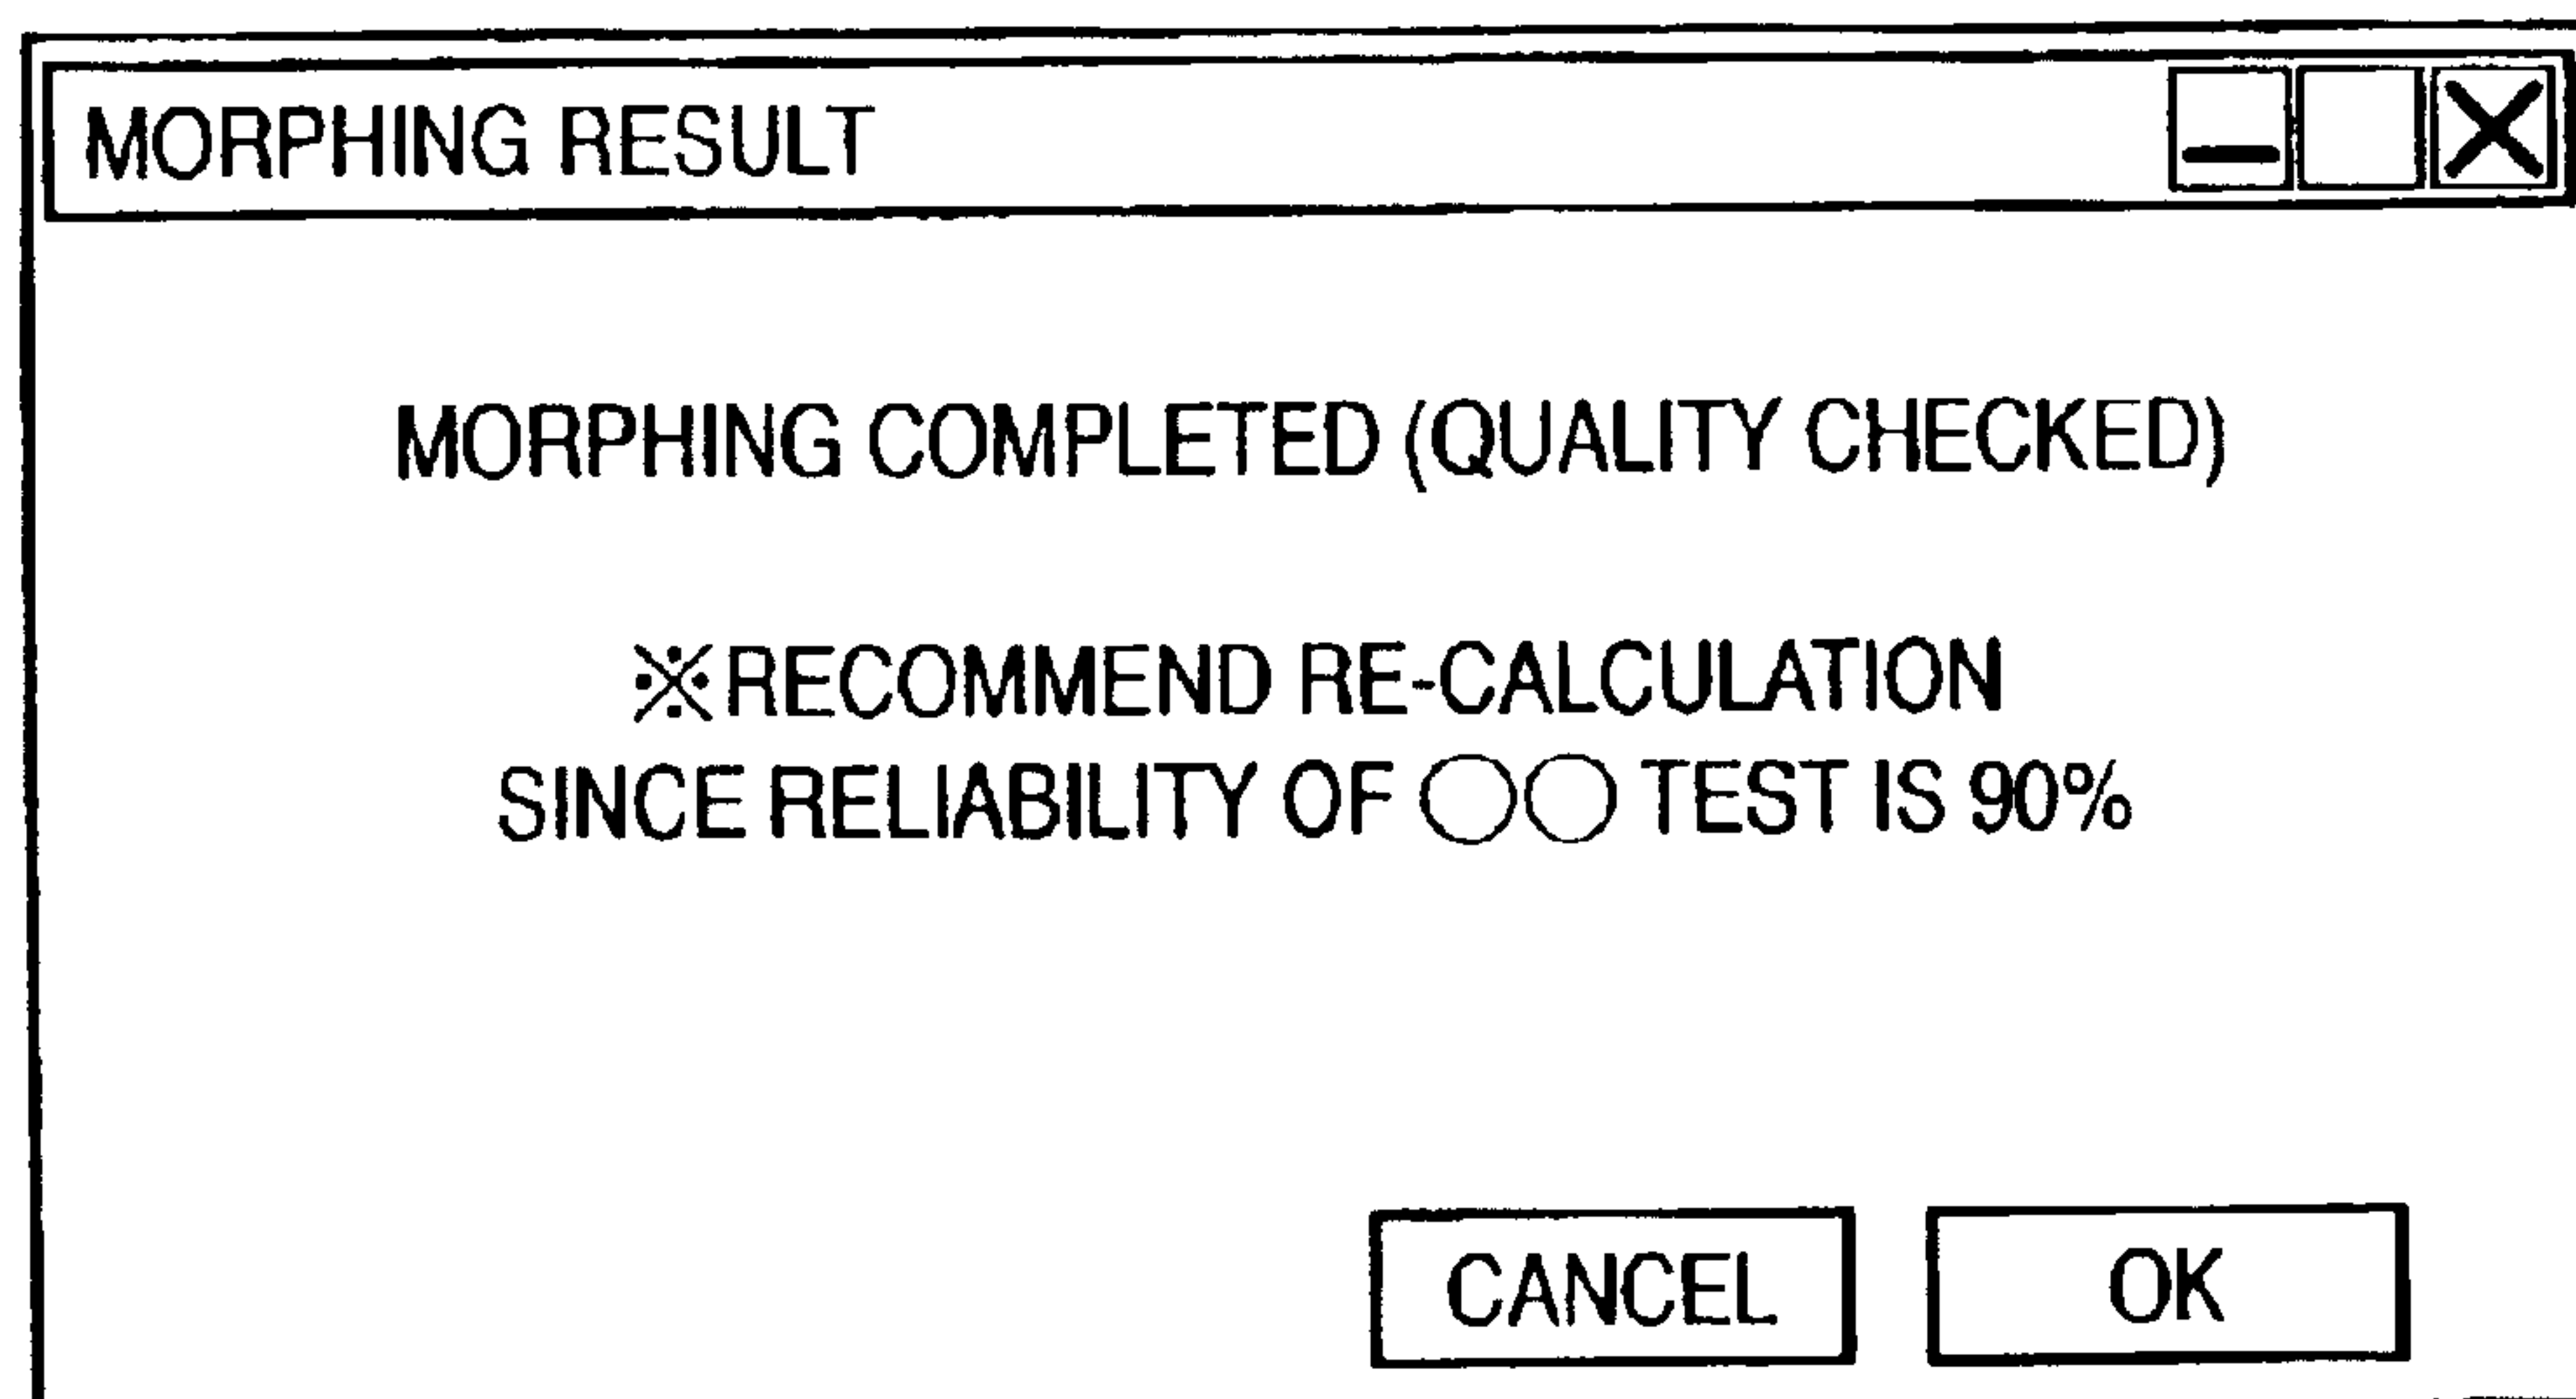 MORPHING RESULT
MORPHING COMPLETED (QUALITY CHECKED)
※RECOMMEND RE-CALCULATION
SINCE RELIABILITY OF ○○ TEST IS 90%
CANCEL OK